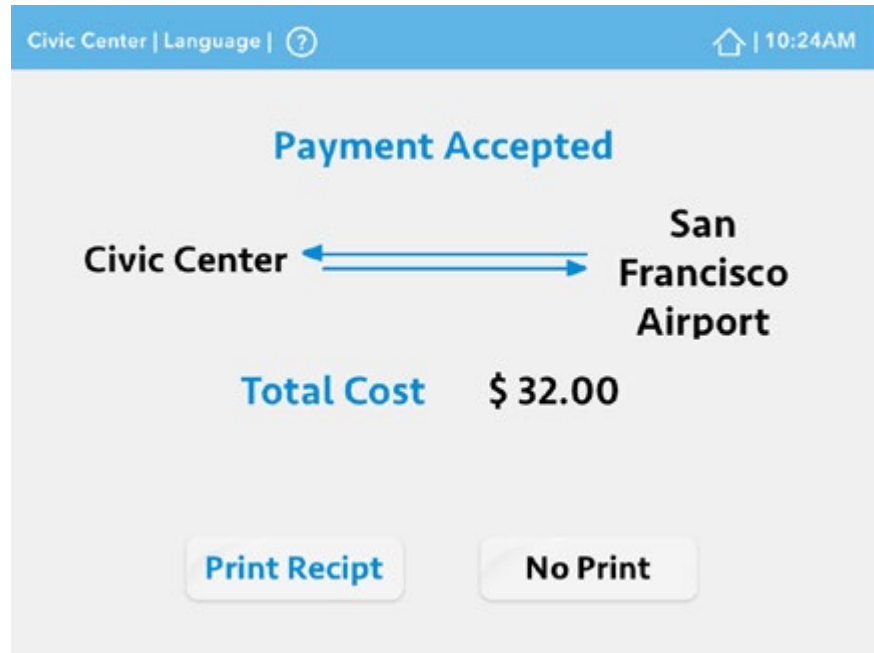 Civic Center | Language | ? | 10:24AM
Payment Accepted
Civic Center
San
Francisco
Airport
Total Cost $ 32.00
Print Recipt No Print